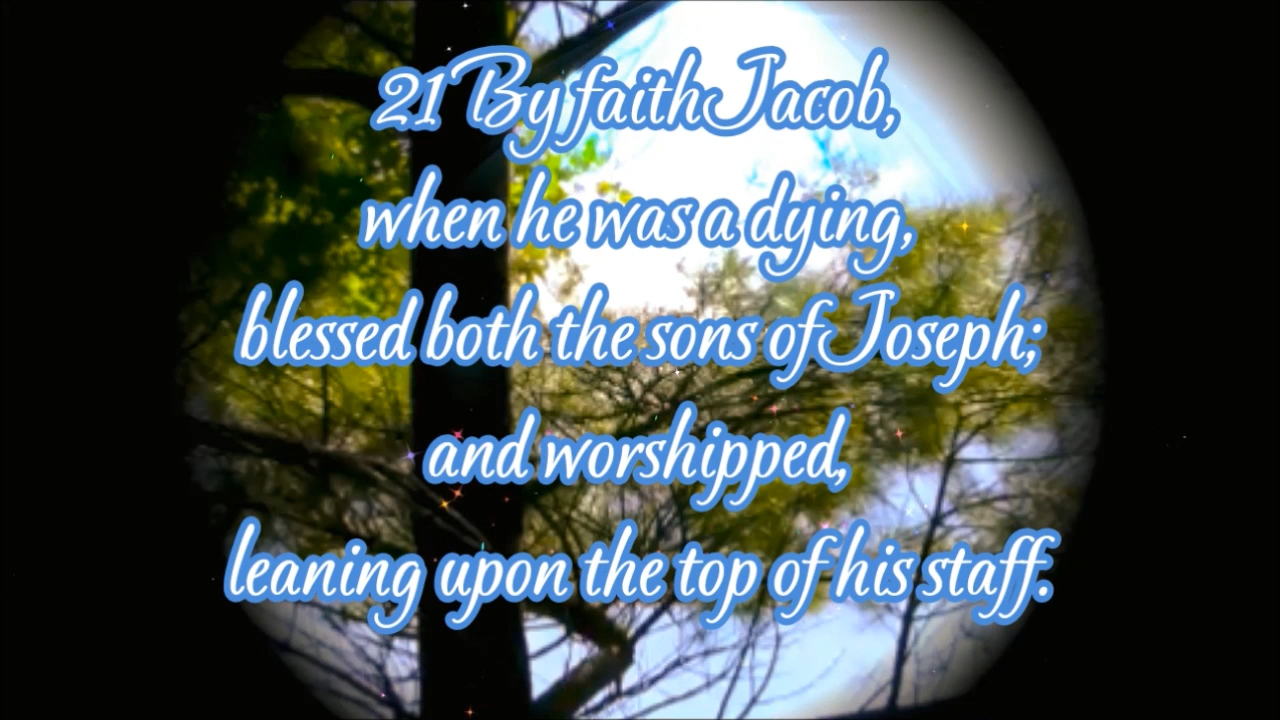 21 By faith Jacob,
when he was a dying,
blessed both the sons of Joseph;
and worshipped,
leaning upon the top of his staff.